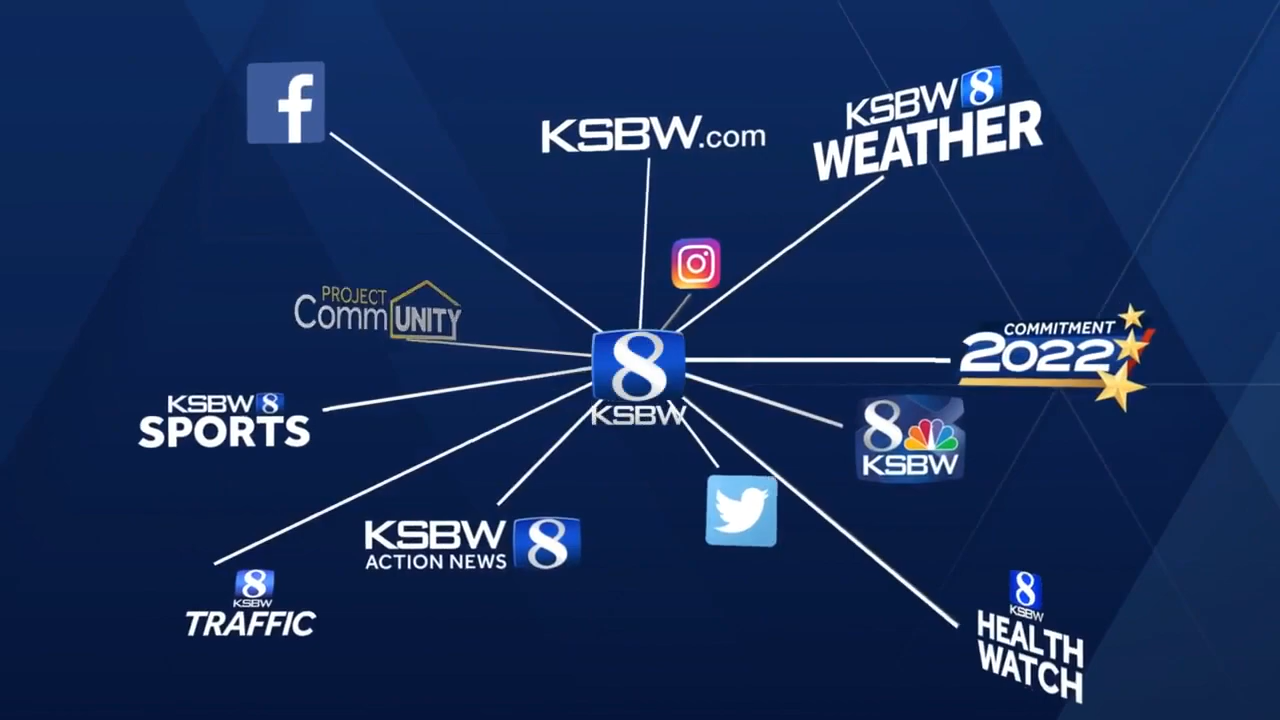 f
KSBW.com
KSBW 8
WEATHER
PROJECT
CommUNITY
8
KSBW
COMMITMENT
2022
KSBW 8
SPORTS
8
KSBW
KSBW 8
ACTION NEWS
8
KSBW
TRAFFIC
8
KSBW
HEALTH
WATCH